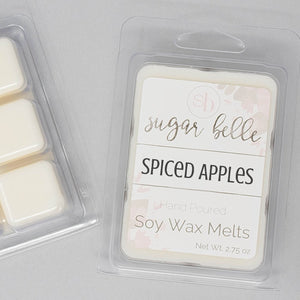 sb
sugar belle
SPICED APPLES
Hand Poured
Soy Wax Melts
Net Wt. 2.75 oz